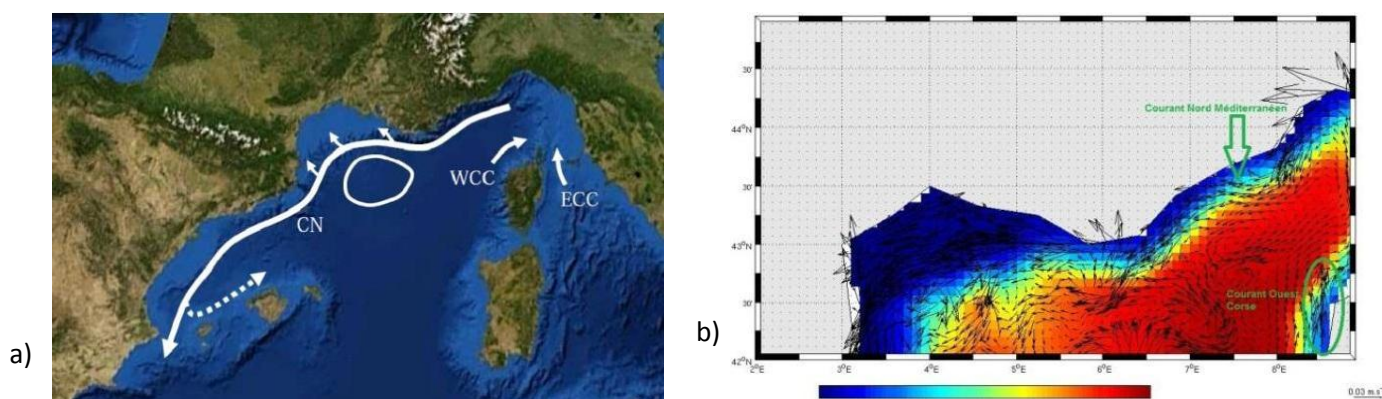 a)
WCC
ECC
CN
b)
Courant Nord Méditerranéen
Courant Ouest
Corse
30'
44°N
30'
43°N
30'
42°N
2°E 3°E 4°E 5°E 6°E 7°E 8°E
0.03 m.s